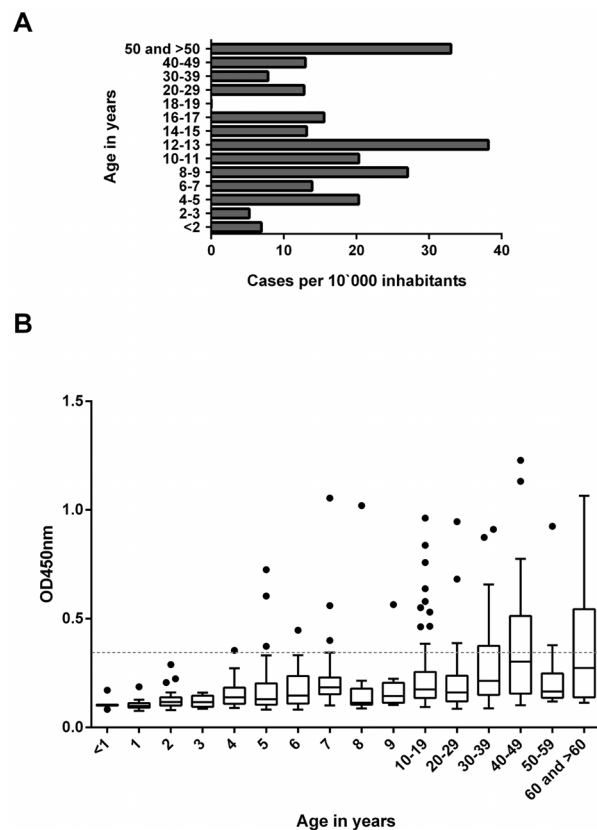 A
50 and >50
40-49
30-39
20-29
18-19
16-17
14-15
12-13
10-11
8-9
6-7
4-5
2-3
<2
Age in years
0 10 20 30 40
Cases per 10`000 inhabitants
B
1.5
1.0
0.5
0.0
OD450nm
<1 1 2 3 4 5 6 7 8 9 10-19 20-29 30-39 40-49 50-59 60 and >60
Age in years